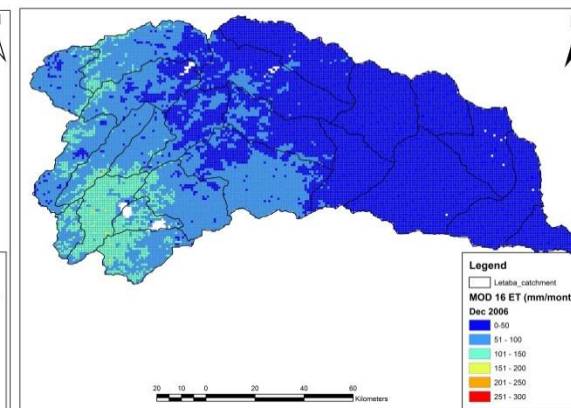 Legend
Letaba_catchment
MOD 16 ET (mm/mont
Dec 2006
0-50
51 - 100
101 - 150
151 - 200
201 - 250
251 - 300
20 10 0 20 40 60
Kilometers